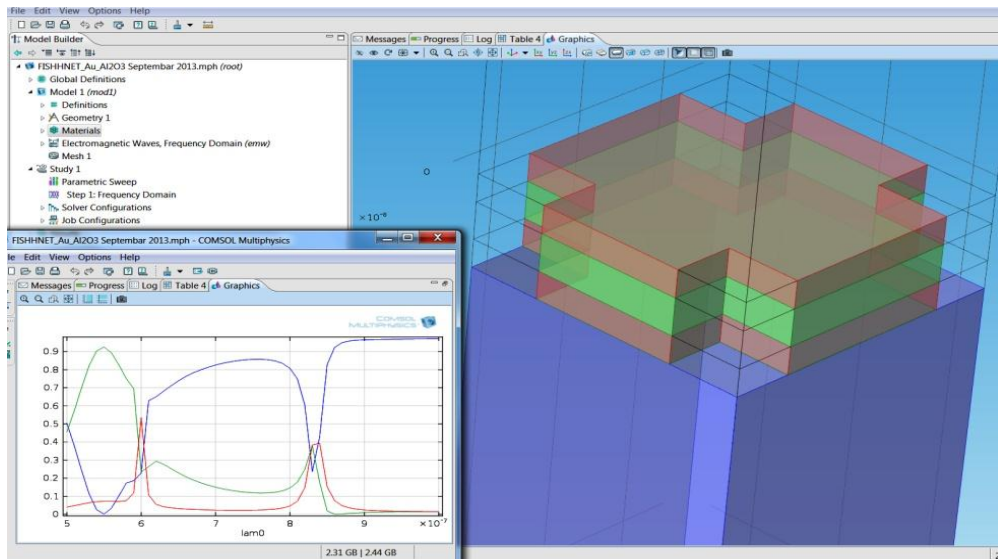 File Edit View Options Help
Model Builder
FISHHNET_Au_Al2O3 Septembar 2013.mph (root)
Global Definitions
Model 1 (mod1)
Definitions
Geometry 1
Materials
Electromagnetic Waves, Frequency Domain (emw)
Mesh 1
Study 1
Parametric Sweep
Step 1: Frequency Domain
Solver Configurations
Job Configurations
Messages Progress Log Table 4 Graphics
×10⁻⁶
FISHHNET_Au_Al2O3 Septembar 2013.mph - COMSOL Multiphysics
Edit View Options Help
Messages Progress Log Table 4 Graphics
COMSOL
MULTIPHYSICS
0.9
0.8
0.7
0.6
0.5
0.4
0.3
0.2
0.1
0
5 6 7 8 9 ×10⁻⁷
lam0
2.31 GB | 2.44 GB